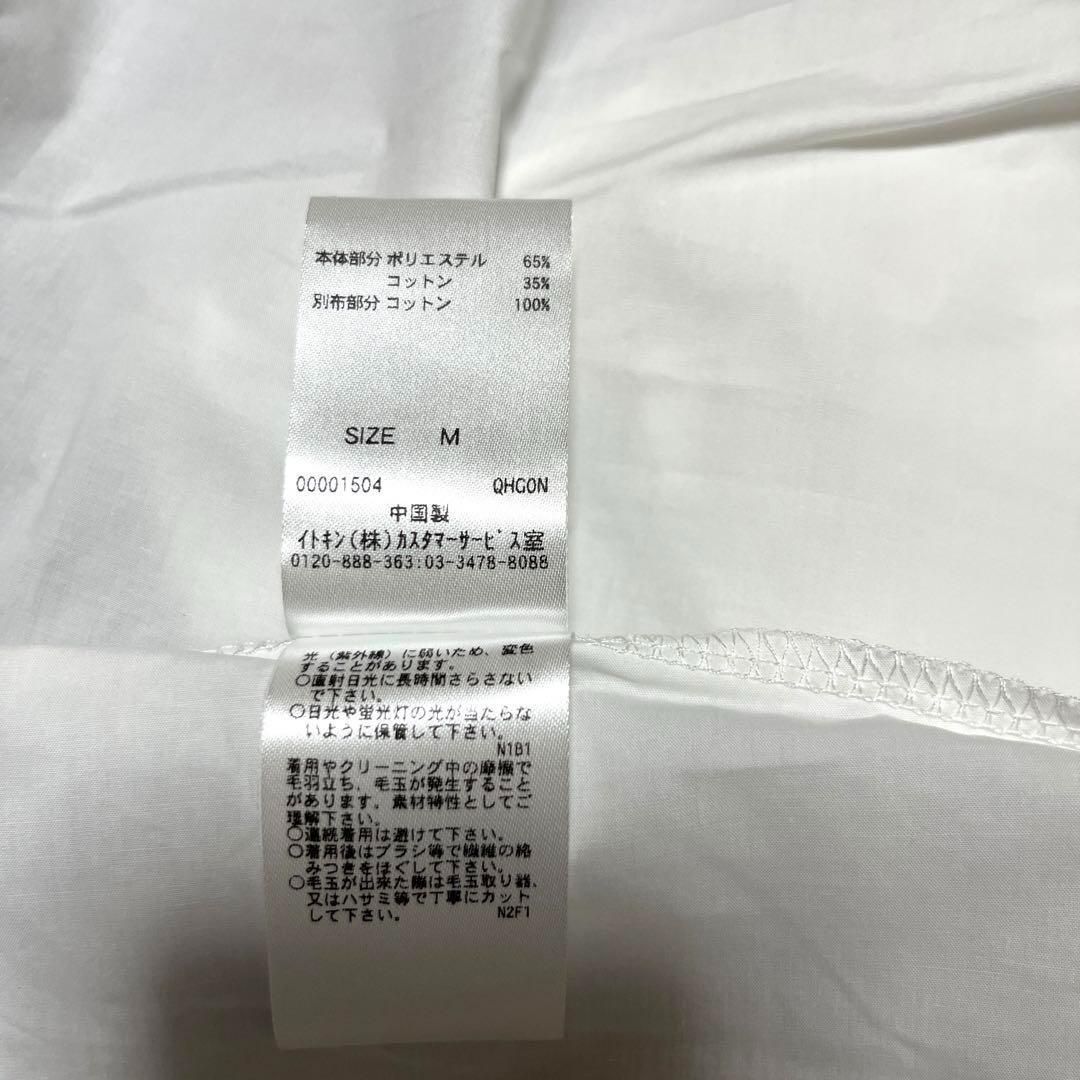 本体部分 ポリエステル 65%
コットン 35%
別布部分 コットン 100%
SIZE M
00001504 QHG0N
中国製
イトキン(株)カスタマーサービス室
0120-888-363:03-3478-8088
光(紫外線)に弱いため、変色
することがあります。
○直射日光に長時間さらさない
で下さい。
○日光や蛍光灯の光が当たらな
いように保管して下さい。
N1B1
着用やクリーニング中の摩擦で
毛羽立ち、毛玉が発生すること
があります。素材特性としてご
理解下さい。
○連続着用は避けて下さい。
○着用後はブラシ等で繊維の絡
みつきをほぐして下さい。
○毛玉が出来た際は毛玉取り器、
又はハサミ等で丁寧にカット
して下さい。 N2F1